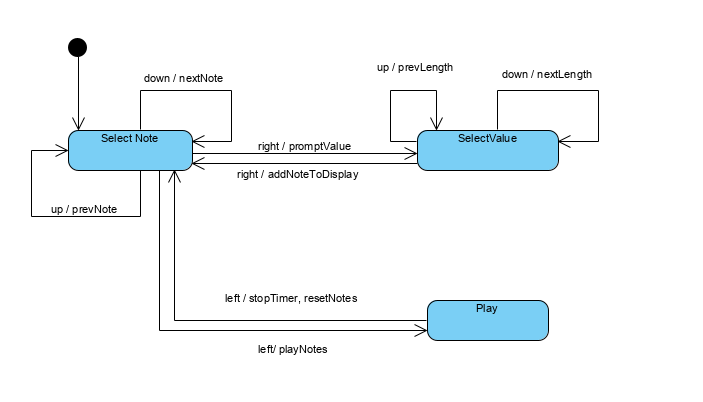 up / prevLength
down / nextLength
down / nextNote
Select Note
SelectValue
right / promptValue
right / addNoteToDisplay
up / prevNote
left / stopTimer, resetNotes
Play
left/ playNotes